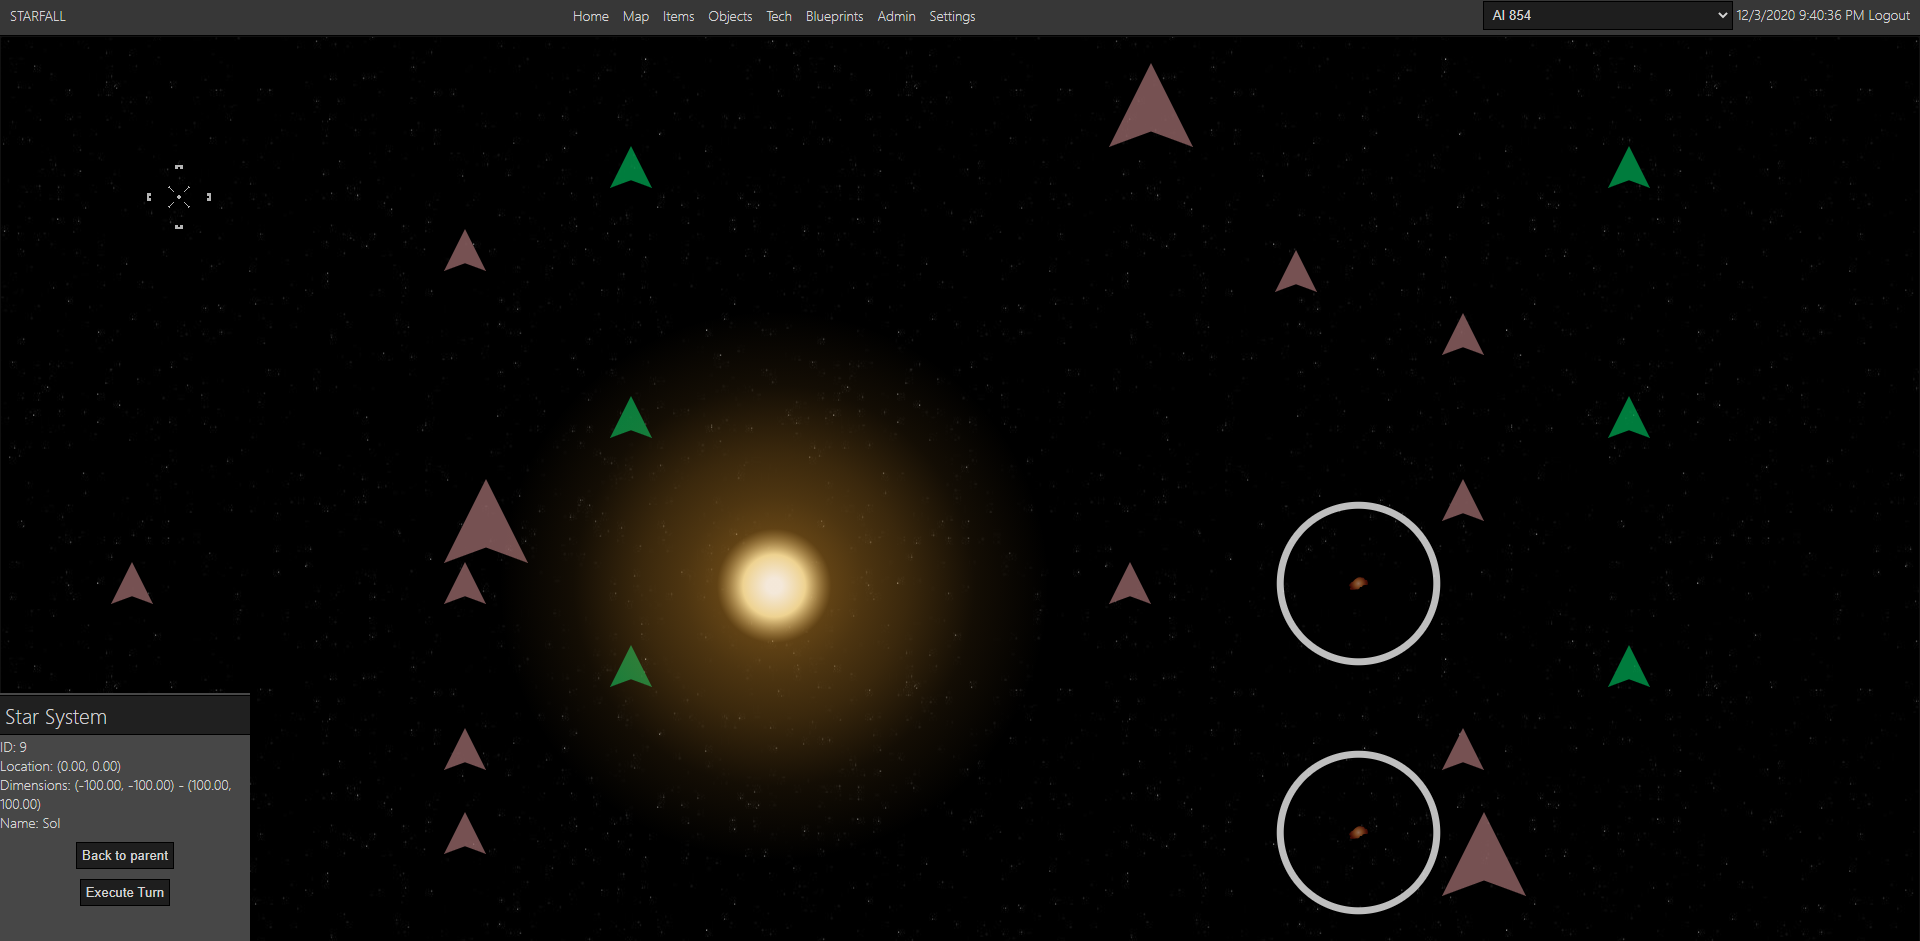 STARFALL Home Map Items Objects Tech Blueprints Admin Settings AI 854 12/3/2020 9:40:36 PM Logout
Star System
ID: 9
Location: (0.00, 0.00)
Dimensions: (-100.00, -100.00) - (100.00,
100.00)
Name: Sol
Back to parent
Execute Turn